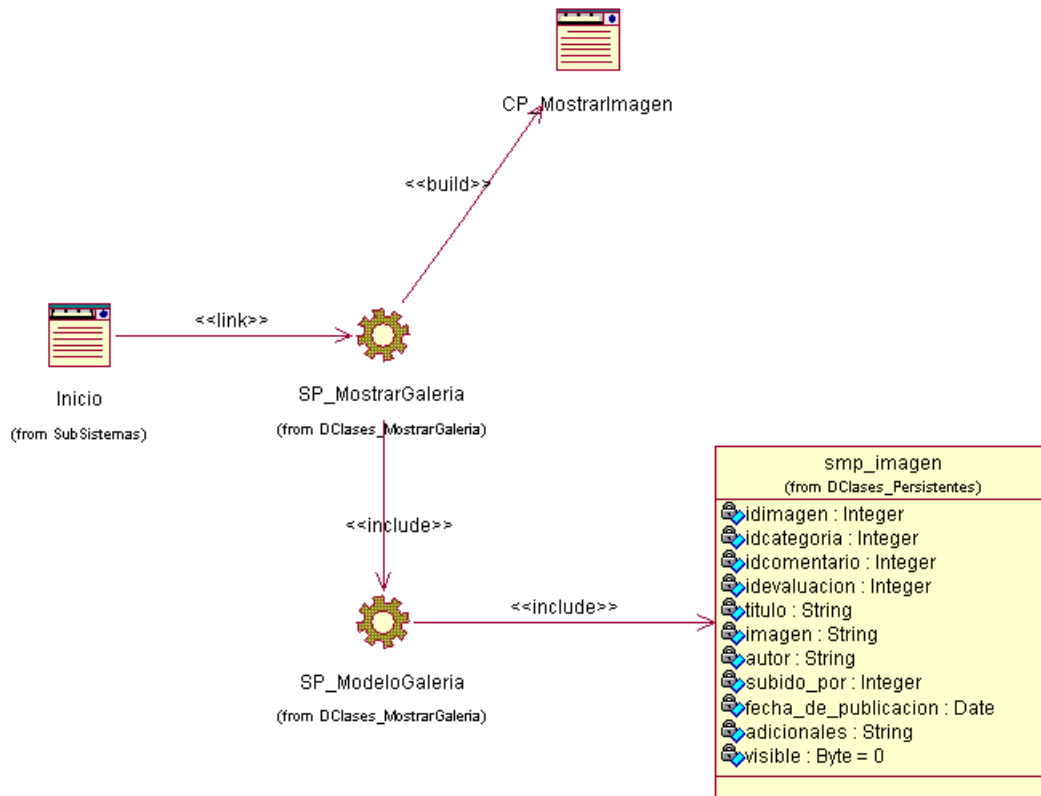 CP_MostrarImagen
<<build>>
<<link>>
Inicio
(from SubSistemas)
SP_MostrarGaleria
(from DClases_MostrarGaleria)
<<include>>
SP_ModeloGaleria
(from DClases_MostrarGaleria)
<<include>>
smp_imagen
(from DClases_Persistentes)
idimagen : Integer
idcategoria : Integer
idcomentario : Integer
idevaluacion : Integer
titulo : String
imagen : String
autor : String
subido_por : Integer
fecha_de_publicacion : Date
adicionales : String
visible : Byte = 0